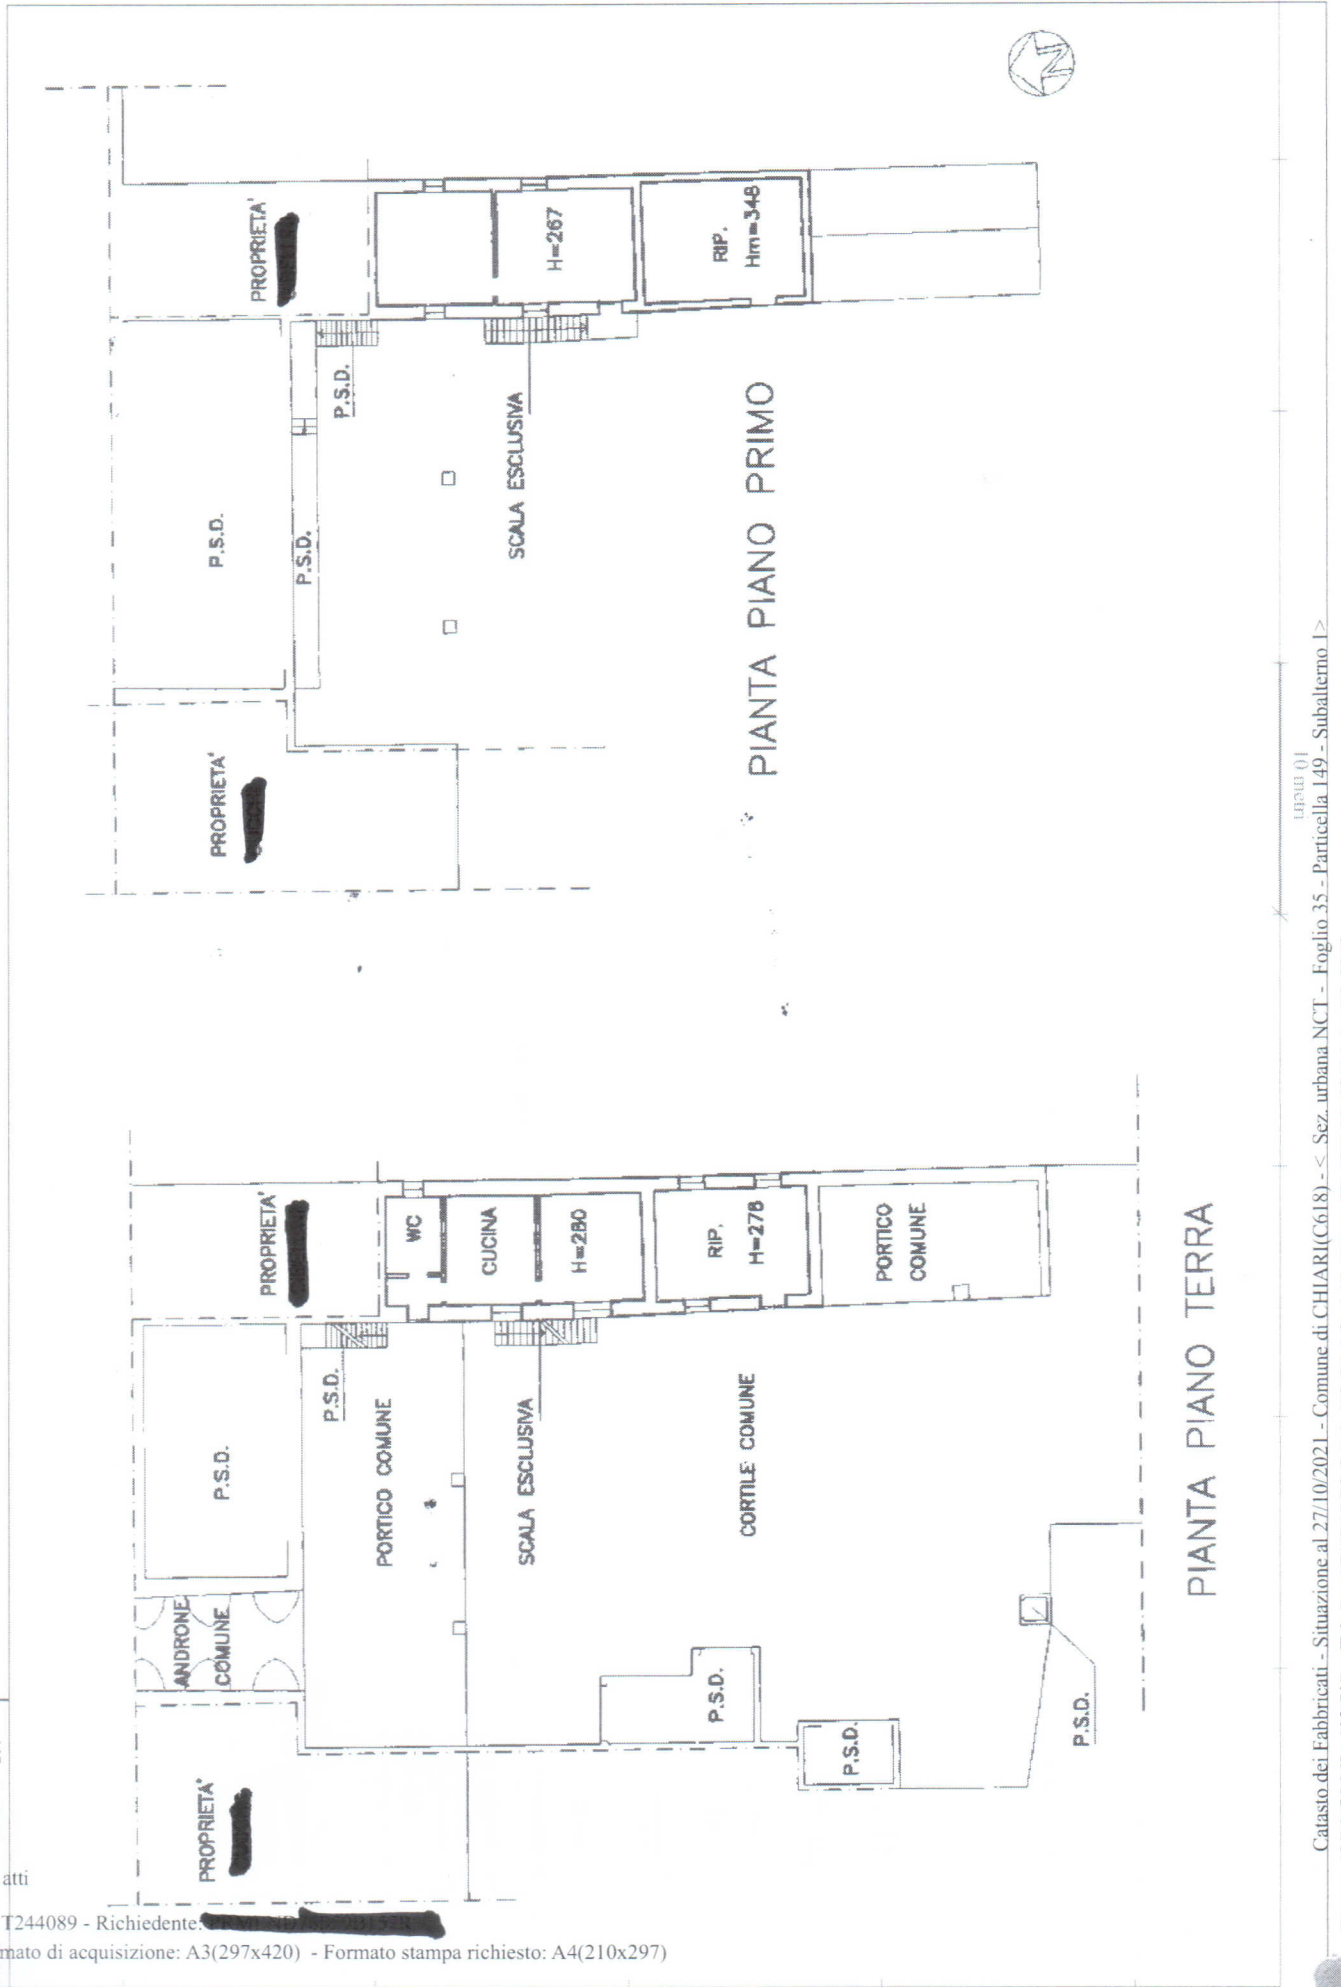 PROPRIETA'
P.S.D.
P.S.D.
P.S.D.
SCALA ESCLUSIVA
H=267
RIP.
Hm=348
PROPRIETA'
PIANTA PIANO PRIMO
N
PROPRIETA'
WC
CUCINA
H=280
RIP.
H=278
PORTICO
COMUNE
P.S.D.
P.S.D.
PORTICO COMUNE
SCALA ESCLUSIVA
CORTILE COMUNE
ANDRONE
COMUNE
PROPRIETA'
P.S.D.
P.S.D.
P.S.D.
PIANTA PIANO TERRA
10 metri
Catasto dei Fabbricati - Situazione al 27/10/2021 - Comune di CHIARI(C618) - < Sez. urbana NCT - Foglio 35 - Particella 149 - Subalterno 1>
atti
T244089 - Richiedente:
mato di acquisizione: A3(297x420) - Formato stampa richiesto: A4(210x297)